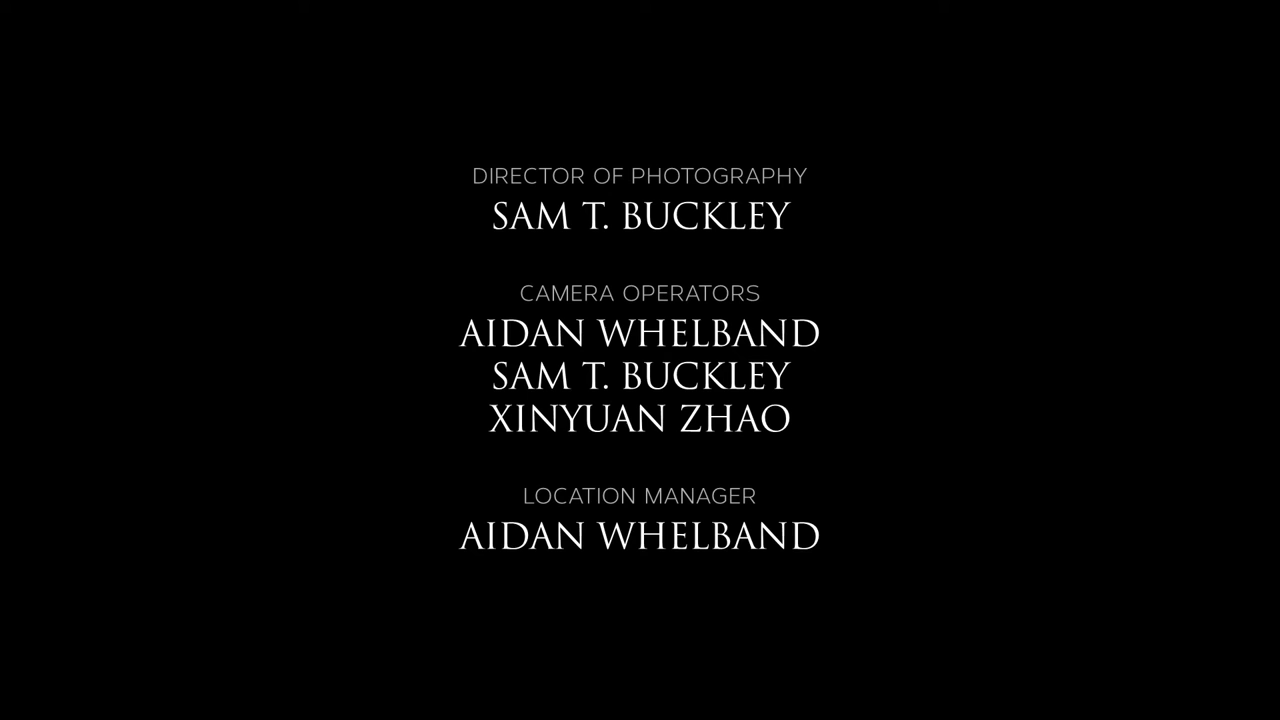 DIRECTOR OF PHOTOGRAPHY
SAM T. BUCKLEY
CAMERA OPERATORS
AIDAN WHELBAND
SAM T. BUCKLEY
XINYUAN ZHAO
LOCATION MANAGER
AIDAN WHELBAND